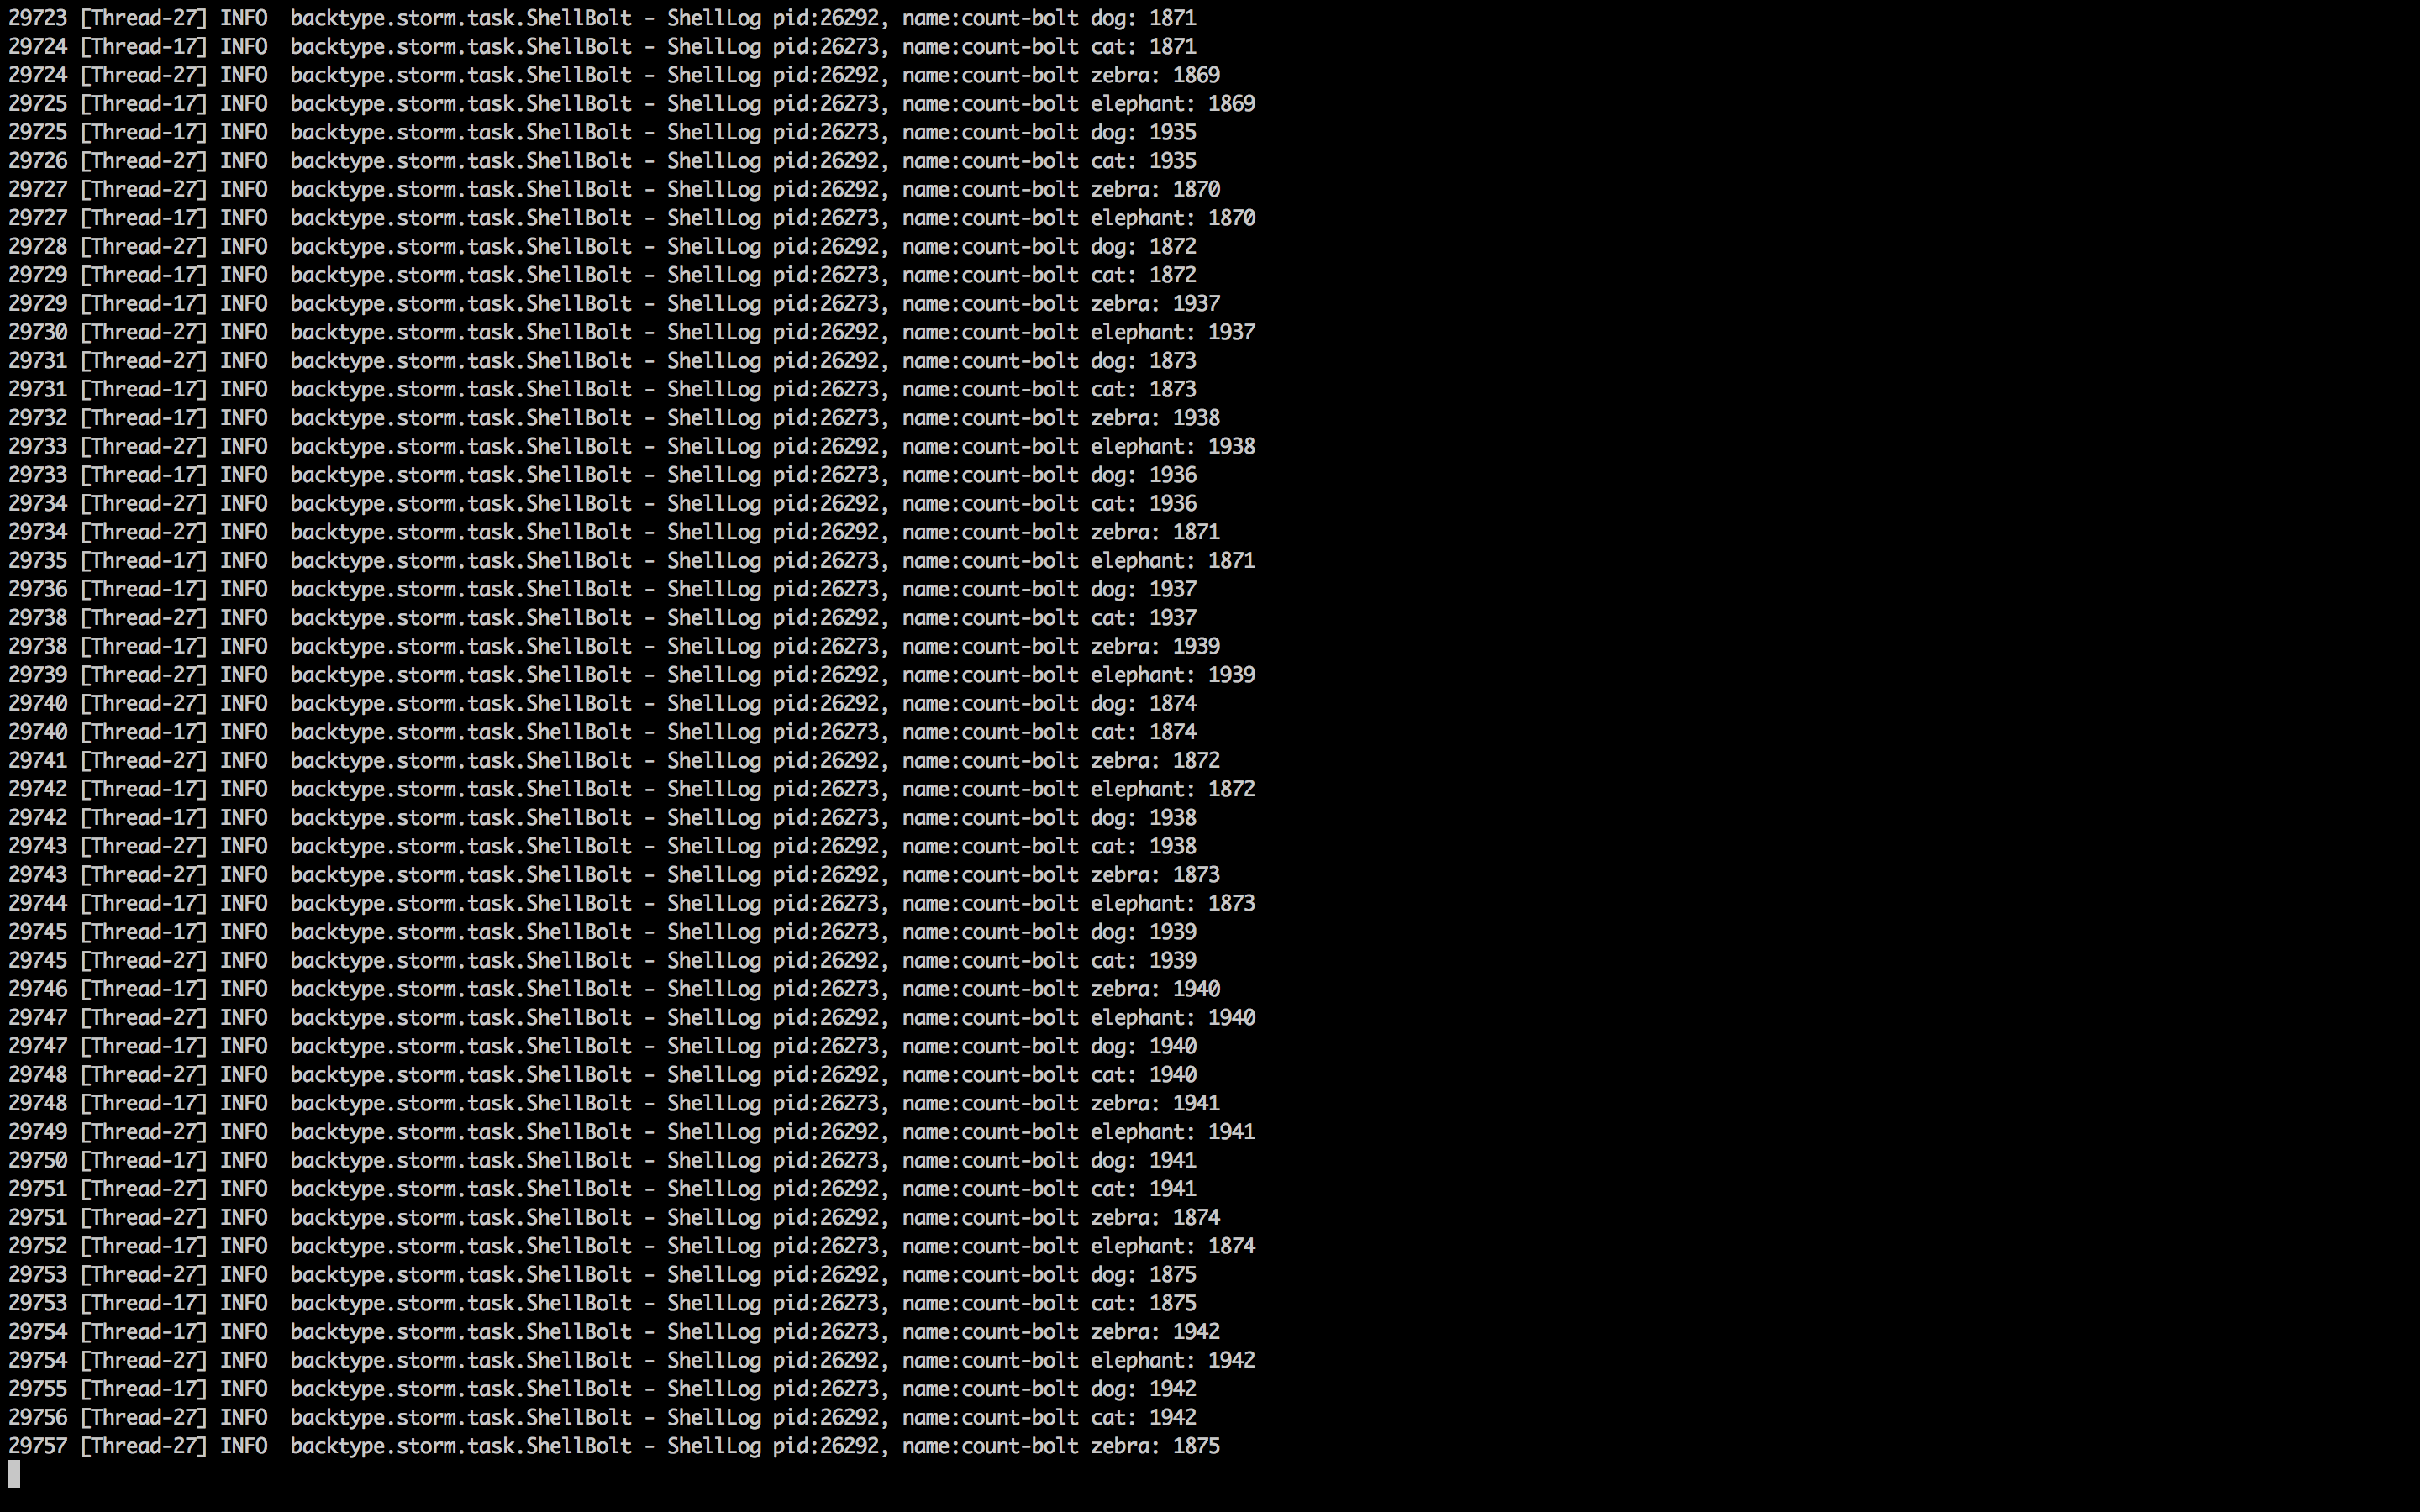 29723 [Thread-27] INFO  backtype.storm.task.ShellBolt - ShellLog pid:26292, name:count-bolt dog: 1871
29724 [Thread-17] INFO  backtype.storm.task.ShellBolt - ShellLog pid:26273, name:count-bolt cat: 1871
29724 [Thread-27] INFO  backtype.storm.task.ShellBolt - ShellLog pid:26292, name:count-bolt zebra: 1869
29725 [Thread-17] INFO  backtype.storm.task.ShellBolt - ShellLog pid:26273, name:count-bolt elephant: 1869
29725 [Thread-17] INFO  backtype.storm.task.ShellBolt - ShellLog pid:26273, name:count-bolt dog: 1935
29726 [Thread-27] INFO  backtype.storm.task.ShellBolt - ShellLog pid:26292, name:count-bolt cat: 1935
29727 [Thread-27] INFO  backtype.storm.task.ShellBolt - ShellLog pid:26292, name:count-bolt zebra: 1870
29727 [Thread-17] INFO  backtype.storm.task.ShellBolt - ShellLog pid:26273, name:count-bolt elephant: 1870
29728 [Thread-27] INFO  backtype.storm.task.ShellBolt - ShellLog pid:26292, name:count-bolt dog: 1872
29729 [Thread-17] INFO  backtype.storm.task.ShellBolt - ShellLog pid:26273, name:count-bolt cat: 1872
29729 [Thread-17] INFO  backtype.storm.task.ShellBolt - ShellLog pid:26273, name:count-bolt zebra: 1937
29730 [Thread-27] INFO  backtype.storm.task.ShellBolt - ShellLog pid:26292, name:count-bolt elephant: 1937
29731 [Thread-27] INFO  backtype.storm.task.ShellBolt - ShellLog pid:26292, name:count-bolt dog: 1873
29731 [Thread-17] INFO  backtype.storm.task.ShellBolt - ShellLog pid:26273, name:count-bolt cat: 1873
29732 [Thread-17] INFO  backtype.storm.task.ShellBolt - ShellLog pid:26273, name:count-bolt zebra: 1938
29733 [Thread-27] INFO  backtype.storm.task.ShellBolt - ShellLog pid:26292, name:count-bolt elephant: 1938
29733 [Thread-17] INFO  backtype.storm.task.ShellBolt - ShellLog pid:26273, name:count-bolt dog: 1936
29734 [Thread-27] INFO  backtype.storm.task.ShellBolt - ShellLog pid:26292, name:count-bolt cat: 1936
29734 [Thread-27] INFO  backtype.storm.task.ShellBolt - ShellLog pid:26292, name:count-bolt zebra: 1871
29735 [Thread-17] INFO  backtype.storm.task.ShellBolt - ShellLog pid:26273, name:count-bolt elephant: 1871
29736 [Thread-17] INFO  backtype.storm.task.ShellBolt - ShellLog pid:26273, name:count-bolt dog: 1937
29738 [Thread-27] INFO  backtype.storm.task.ShellBolt - ShellLog pid:26292, name:count-bolt cat: 1937
29738 [Thread-17] INFO  backtype.storm.task.ShellBolt - ShellLog pid:26273, name:count-bolt zebra: 1939
29739 [Thread-27] INFO  backtype.storm.task.ShellBolt - ShellLog pid:26292, name:count-bolt elephant: 1939
29740 [Thread-27] INFO  backtype.storm.task.ShellBolt - ShellLog pid:26292, name:count-bolt dog: 1874
29740 [Thread-17] INFO  backtype.storm.task.ShellBolt - ShellLog pid:26273, name:count-bolt cat: 1874
29741 [Thread-27] INFO  backtype.storm.task.ShellBolt - ShellLog pid:26292, name:count-bolt zebra: 1872
29742 [Thread-17] INFO  backtype.storm.task.ShellBolt - ShellLog pid:26273, name:count-bolt elephant: 1872
29742 [Thread-17] INFO  backtype.storm.task.ShellBolt - ShellLog pid:26273, name:count-bolt dog: 1938
29743 [Thread-27] INFO  backtype.storm.task.ShellBolt - ShellLog pid:26292, name:count-bolt cat: 1938
29743 [Thread-27] INFO  backtype.storm.task.ShellBolt - ShellLog pid:26292, name:count-bolt zebra: 1873
29744 [Thread-17] INFO  backtype.storm.task.ShellBolt - ShellLog pid:26273, name:count-bolt elephant: 1873
29745 [Thread-17] INFO  backtype.storm.task.ShellBolt - ShellLog pid:26273, name:count-bolt dog: 1939
29745 [Thread-27] INFO  backtype.storm.task.ShellBolt - ShellLog pid:26292, name:count-bolt cat: 1939
29746 [Thread-17] INFO  backtype.storm.task.ShellBolt - ShellLog pid:26273, name:count-bolt zebra: 1940
29747 [Thread-27] INFO  backtype.storm.task.ShellBolt - ShellLog pid:26292, name:count-bolt elephant: 1940
29747 [Thread-17] INFO  backtype.storm.task.ShellBolt - ShellLog pid:26273, name:count-bolt dog: 1940
29748 [Thread-27] INFO  backtype.storm.task.ShellBolt - ShellLog pid:26292, name:count-bolt cat: 1940
29748 [Thread-17] INFO  backtype.storm.task.ShellBolt - ShellLog pid:26273, name:count-bolt zebra: 1941
29749 [Thread-27] INFO  backtype.storm.task.ShellBolt - ShellLog pid:26292, name:count-bolt elephant: 1941
29750 [Thread-17] INFO  backtype.storm.task.ShellBolt - ShellLog pid:26273, name:count-bolt dog: 1941
29751 [Thread-27] INFO  backtype.storm.task.ShellBolt - ShellLog pid:26292, name:count-bolt cat: 1941
29751 [Thread-27] INFO  backtype.storm.task.ShellBolt - ShellLog pid:26292, name:count-bolt zebra: 1874
29752 [Thread-17] INFO  backtype.storm.task.ShellBolt - ShellLog pid:26273, name:count-bolt elephant: 1874
29753 [Thread-27] INFO  backtype.storm.task.ShellBolt - ShellLog pid:26292, name:count-bolt dog: 1875
29753 [Thread-17] INFO  backtype.storm.task.ShellBolt - ShellLog pid:26273, name:count-bolt cat: 1875
29754 [Thread-17] INFO  backtype.storm.task.ShellBolt - ShellLog pid:26273, name:count-bolt zebra: 1942
29754 [Thread-27] INFO  backtype.storm.task.ShellBolt - ShellLog pid:26292, name:count-bolt elephant: 1942
29755 [Thread-17] INFO  backtype.storm.task.ShellBolt - ShellLog pid:26273, name:count-bolt dog: 1942
29756 [Thread-27] INFO  backtype.storm.task.ShellBolt - ShellLog pid:26292, name:count-bolt cat: 1942
29757 [Thread-27] INFO  backtype.storm.task.ShellBolt - ShellLog pid:26292, name:count-bolt zebra: 1875